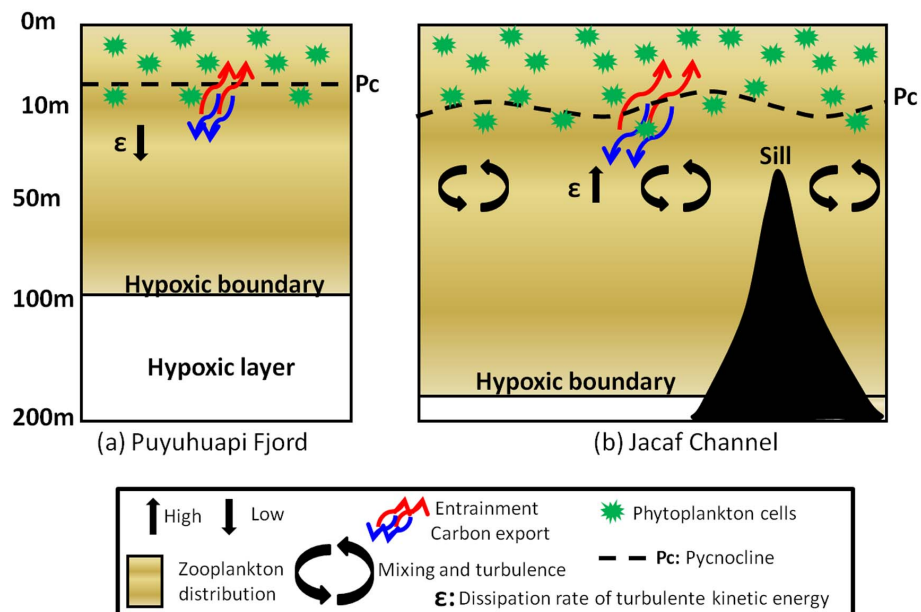 0m
Pc
10m
ε
50m
Hypoxic boundary
100m
Hypoxic layer
200m
(a) Puyuhuapi Fjord
Pc
Sill
ε
Hypoxic boundary
(b) Jacaf Channel
High
Low
Entrainment
Carbon export
Phytoplankton cells
Zooplankton
distribution
Mixing and turbulence
Pc: Pycnocline
ε: Dissipation rate of turbulente kinetic energy